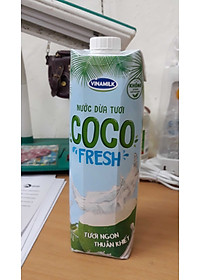 VINAMILK
NƯỚC DỪA TƯƠI
COCO
FRESH
TƯƠI NGON
THUẦN KHIẾT